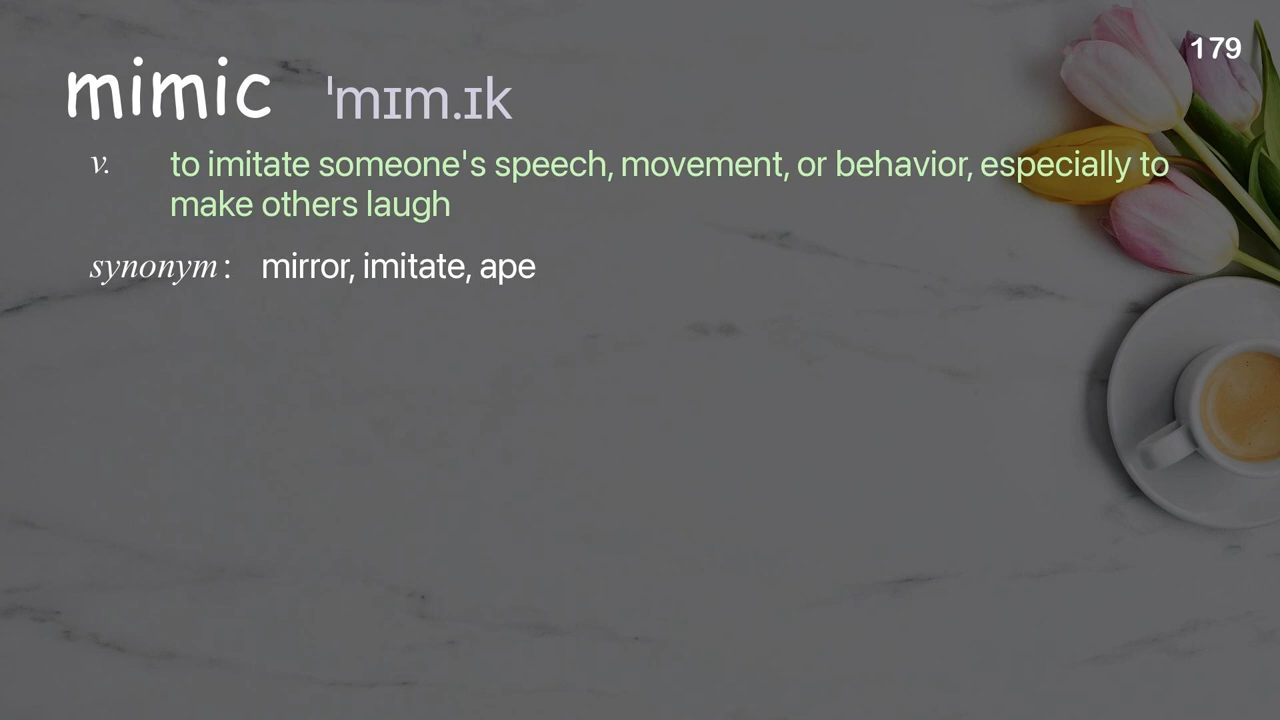 179
mimic ˈmɪm.ɪk
v. to imitate someone's speech, movement, or behavior, especially to
make others laugh
synonym: mirror, imitate, ape